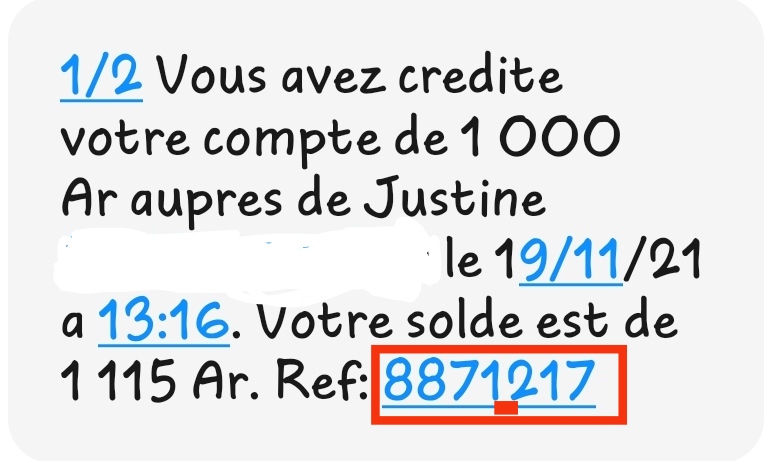 1/2 Vous avez credite
votre compte de 1 000
Ar aupres de Justine
le 19/11/21
a 13:16. Votre solde est de
1 115 Ar. Ref: 8871217